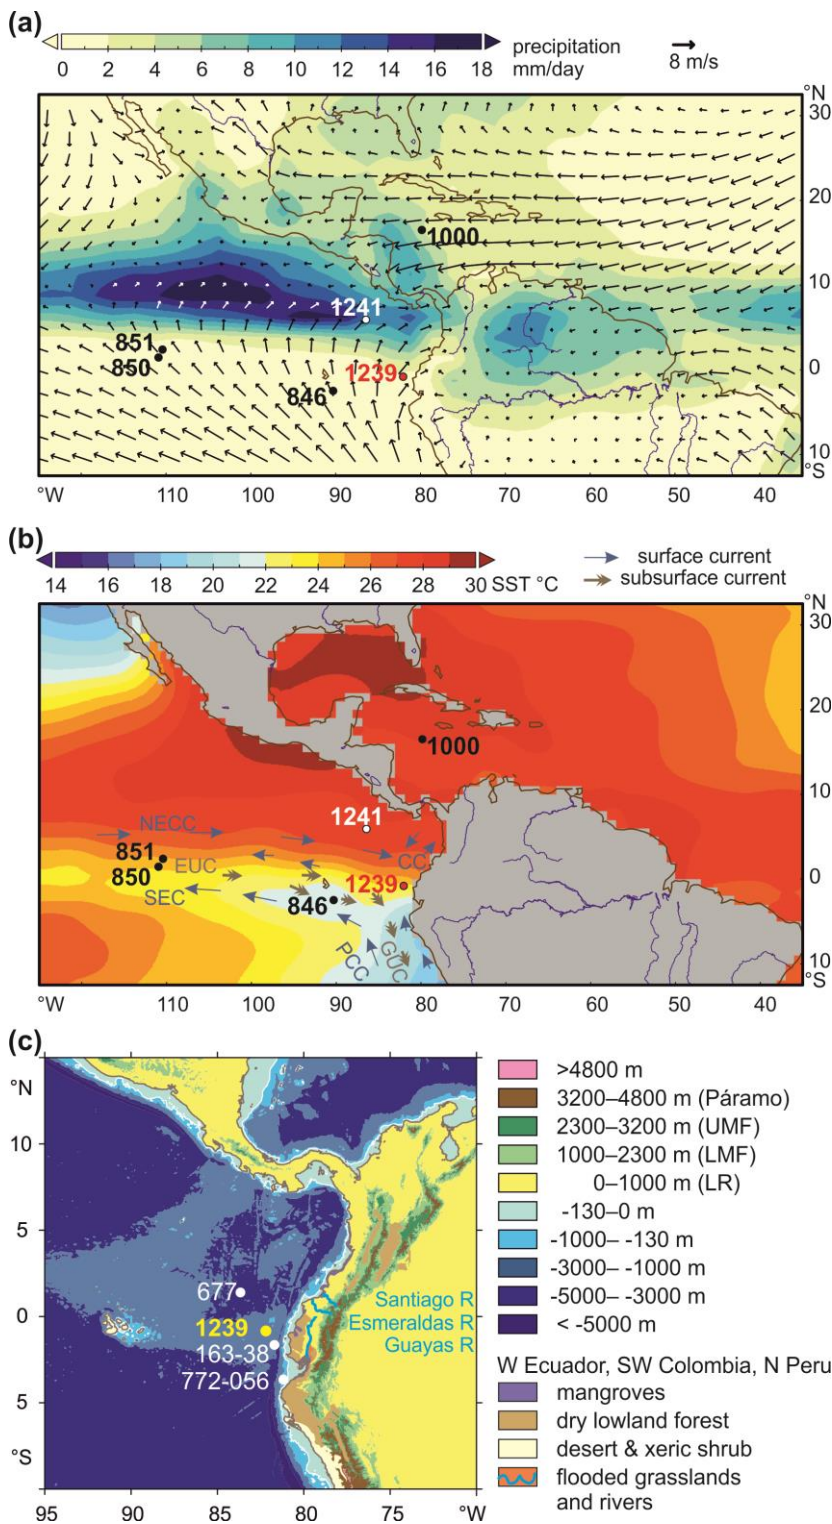 (a)
precipitation
mm/day
8 m/s
0 2 4 6 8 10 12 14 16 18
°N
30
20
10
0
10
°S
1000
1241
851
850
1239
846
°W 110 100 90 80 70 60 50 40
(b)
14 16 18 20 22 24 26 28 30 SST °C
surface current
subsurface current
°N
30
20
10
0
10
°S
1000
1241
NECC
851
EUC
CC
850
1239
SEC
846
PCC
GUC
°W 110 100 90 80 70 60 50 40
(c)
°N
10
5
0
5
°S
677
1239
163-38
772-056
Santiago R
Esmeraldas R
Guayas R
95 90 85 80 75 °W
>4800 m
3200–4800 m (Páramo)
2300–3200 m (UMF)
1000–2300 m (LMF)
0–1000 m (LR)
-130–0 m
-1000– -130 m
-3000– -1000 m
-5000– -3000 m
< -5000 m
W Ecuador, SW Colombia, N Peru
mangroves
dry lowland forest
desert & xeric shrub
flooded grasslands
and rivers